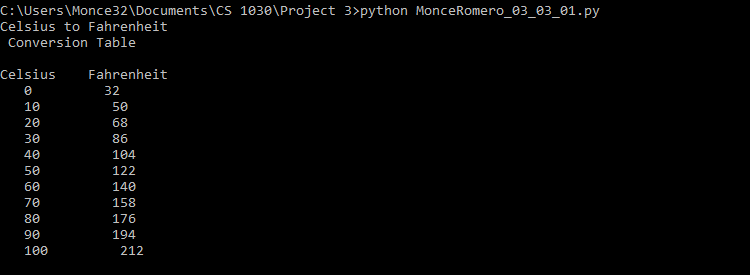 C:\Users\Monce32\Documents\CS 1030\Project 3>python MonceRomero_03_03_01.py
Celsius to Fahrenheit
 Conversion Table

Celsius    Fahrenheit
   0         32
   10         50
   20         68
   30         86
   40         104
   50         122
   60         140
   70         158
   80         176
   90         194
   100         212